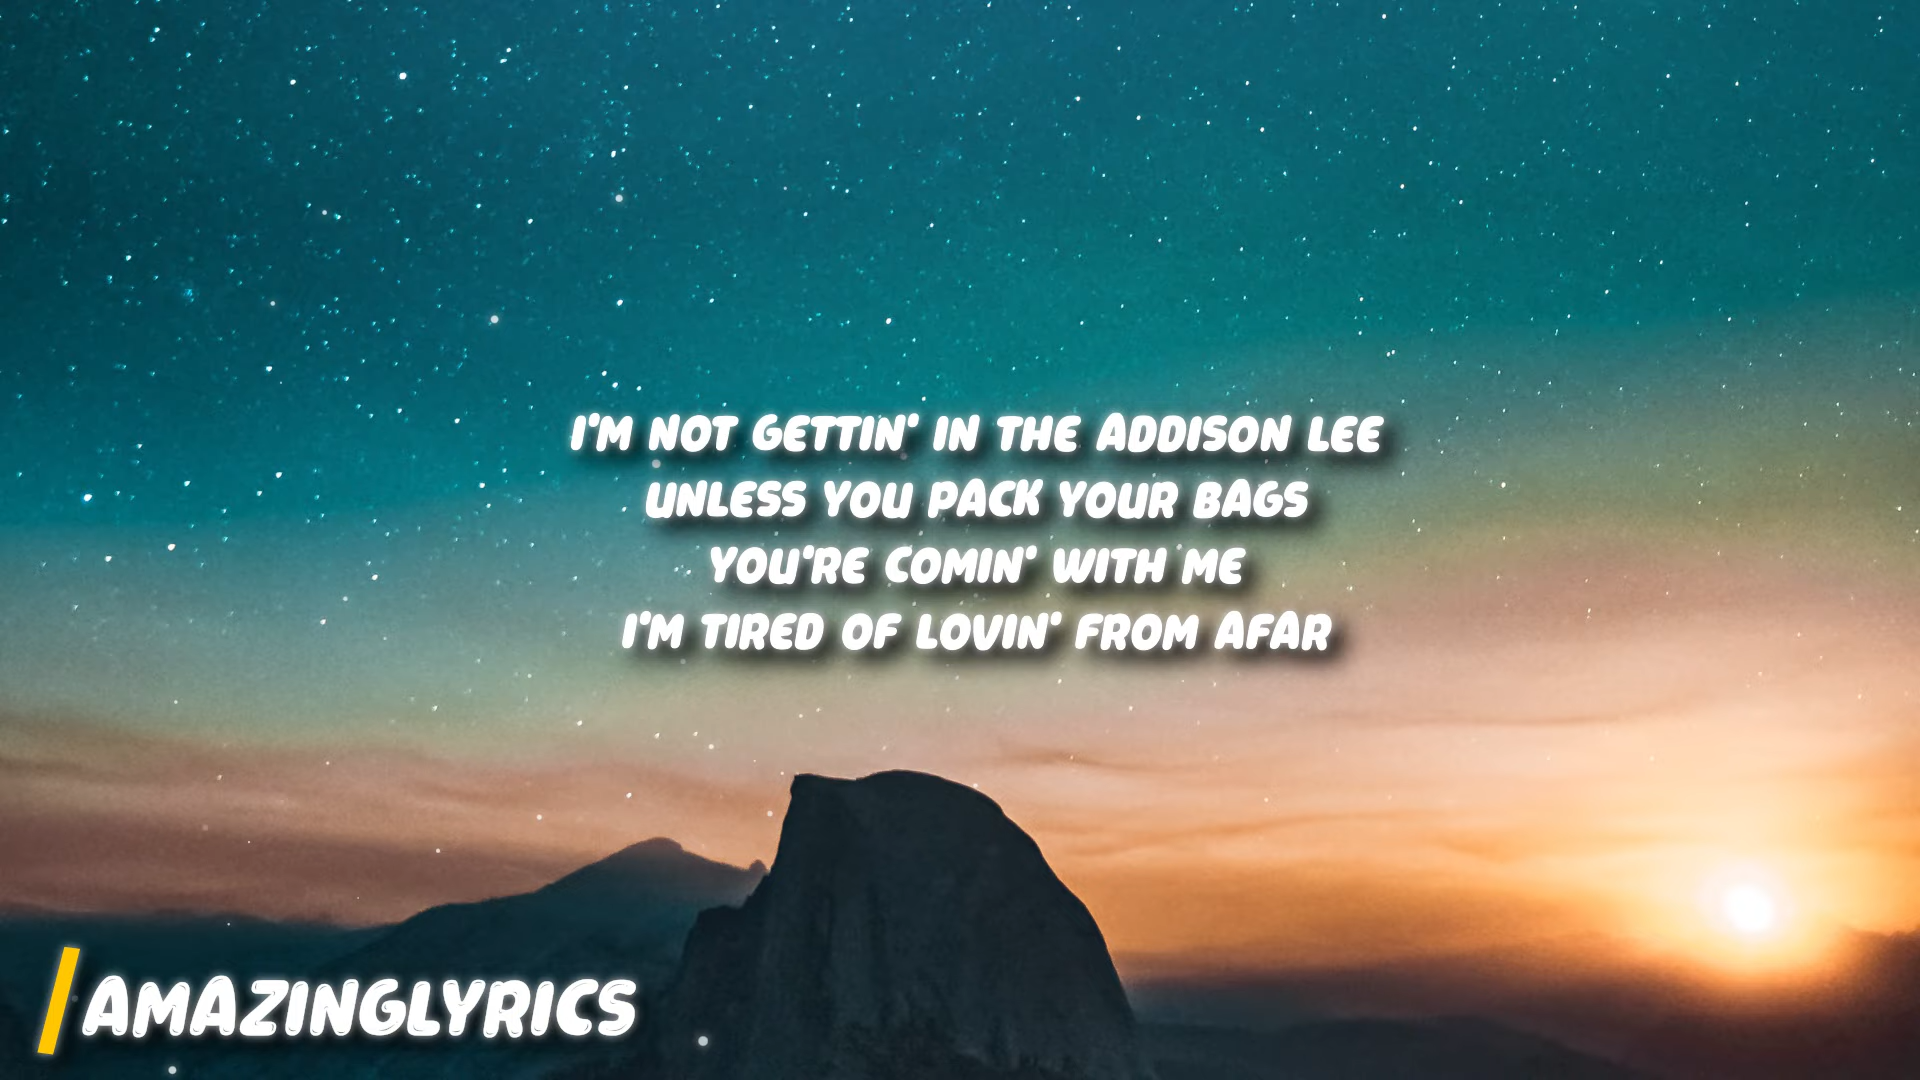 I'M NOT GETTIN' IN THE ADDISON LEE
UNLESS YOU PACK YOUR BAGS
YOU'RE COMIN' WITH ME
I'M TIRED OF LOVIN' FROM AFAR
AMAZINGLYRICS